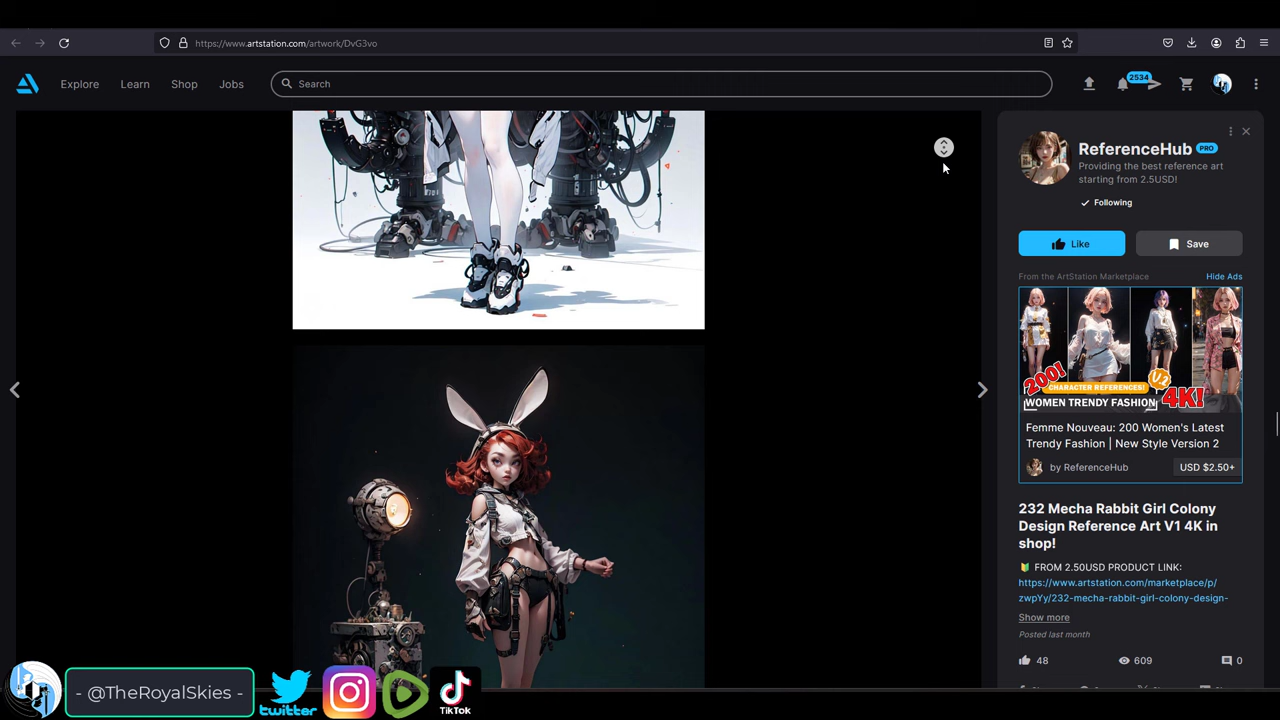 https://www.artstation.com/artwork/DvG3vo
Explore
Learn
Shop
Jobs
Search
2534
ReferenceHub PRO
Providing the best reference art
starting from 2.5USD!
Following
Like
Save
From the ArtStation Marketplace
Hide Ads
200!
CHARACTER REFERENCES!
V.2
WOMEN TRENDY FASHION
4K!
Femme Nouveau: 200 Women's Latest
Trendy Fashion | New Style Version 2
by ReferenceHub
USD $2.50+
232 Mecha Rabbit Girl Colony
Design Reference Art V1 4K in
shop!
FROM 2.50USD PRODUCT LINK:
https://www.artstation.com/marketplace/p/
zwpYy/232-mecha-rabbit-girl-colony-design-
Show more
Posted last month
48
609
0
- @TheRoyalSkies -
twitter
TikTok